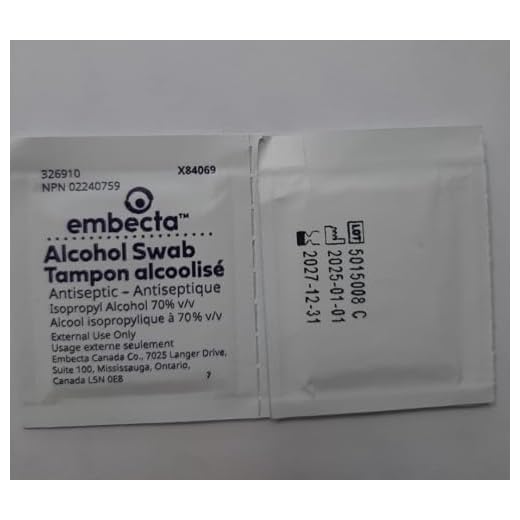 326910 X84069
NPN 02240759
embecta™
Alcohol Swab
Tampon alcoolisé
Antiseptic – Antiseptique
Isopropyl Alcohol 70% v/v
Alcool isopropylique à 70% v/v
External Use Only
Usage externe seulement
Embecta Canada Co., 7025 Langer Drive,
Suite 100, Mississauga, Ontario,
Canada L5N 0E8 ?
LOT 5015008 C
2025-01-01
2027-12-31